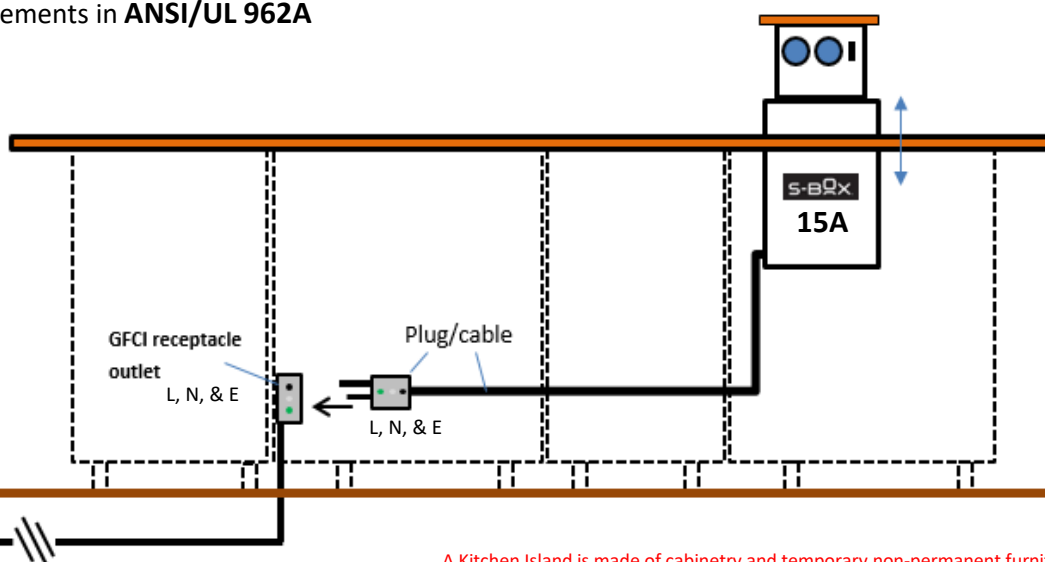 ements in ANSI/UL 962A
S-BOX
15A
GFCI receptacle
outlet
L, N, & E
Plug/cable
L, N, & E
A Kitchen Island is made of cabinetry and temporary non-permanent furni